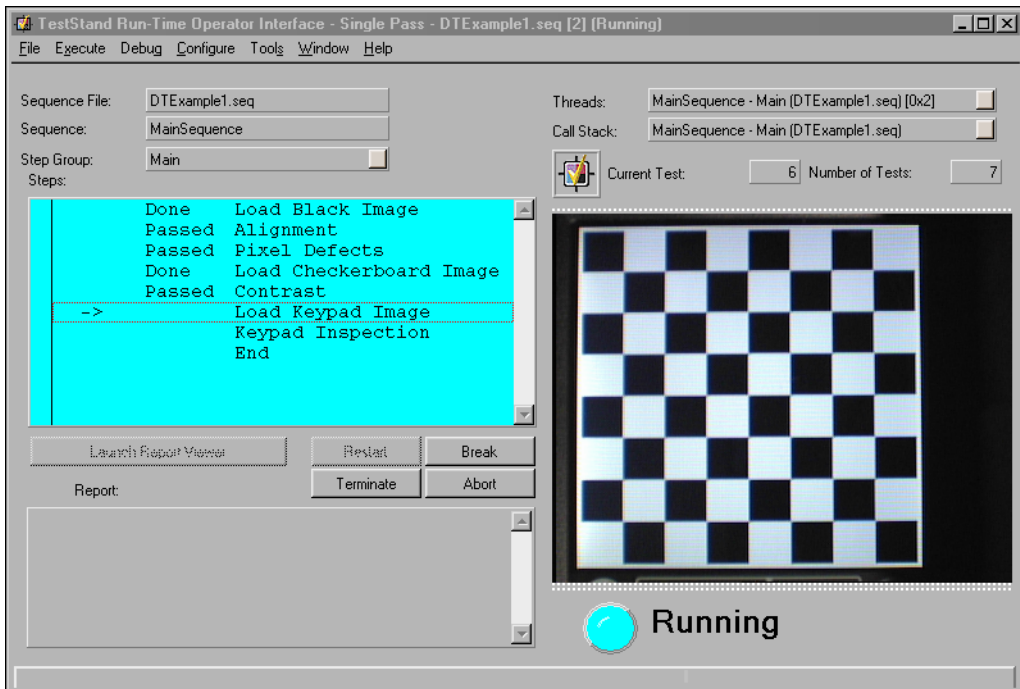 TestStand Run-Time Operator Interface - Single Pass - DTExample1.seq [2] (Running)
File Execute Debug Configure Tools Window Help
Sequence File: DTExample1.seq
Sequence: MainSequence
Step Group: Main
Steps:
Done Load Black Image
Passed Alignment
Passed Pixel Defects
Done Load Checkerboard Image
Passed Contrast
-> Load Keypad Image
Keypad Inspection
End
Launch Report Viewer Restart Break
Terminate Abort
Report:
Threads: MainSequence - Main (DTExample1.seq) [0x2]
Call Stack: MainSequence - Main (DTExample1.seq)
Current Test: 6 Number of Tests: 7
Running